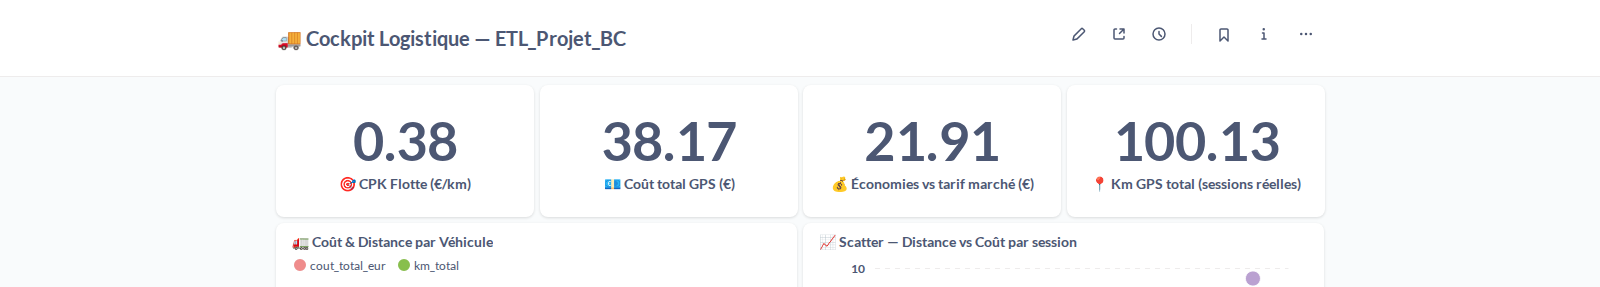 🚚 Cockpit Logistique — ETL_Projet_BC
0.38
🎯 CPK Flotte (€/km)
38.17
💶 Coût total GPS (€)
21.91
💰 Économies vs tarif marché (€)
100.13
📍 Km GPS total (sessions réelles)
🚛 Coût & Distance par Véhicule
cout_total_eur km_total
📈 Scatter — Distance vs Coût par session
10